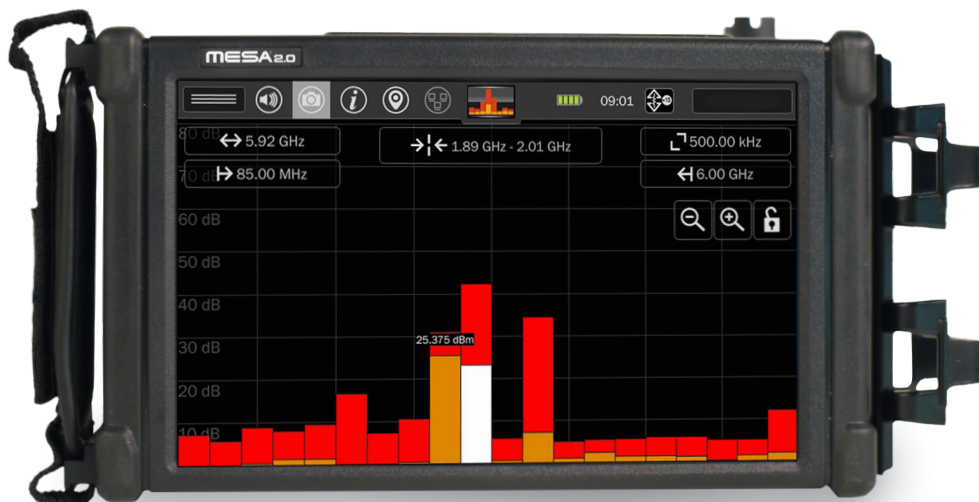 MESA 2.0
09:01
80 dB
5.92 GHz
1.89 GHz - 2.01 GHz
500.00 kHz
70 dB
85.00 MHz
6.00 GHz
60 dB
50 dB
40 dB
30 dB
25.375 dBm
20 dB
10 dB